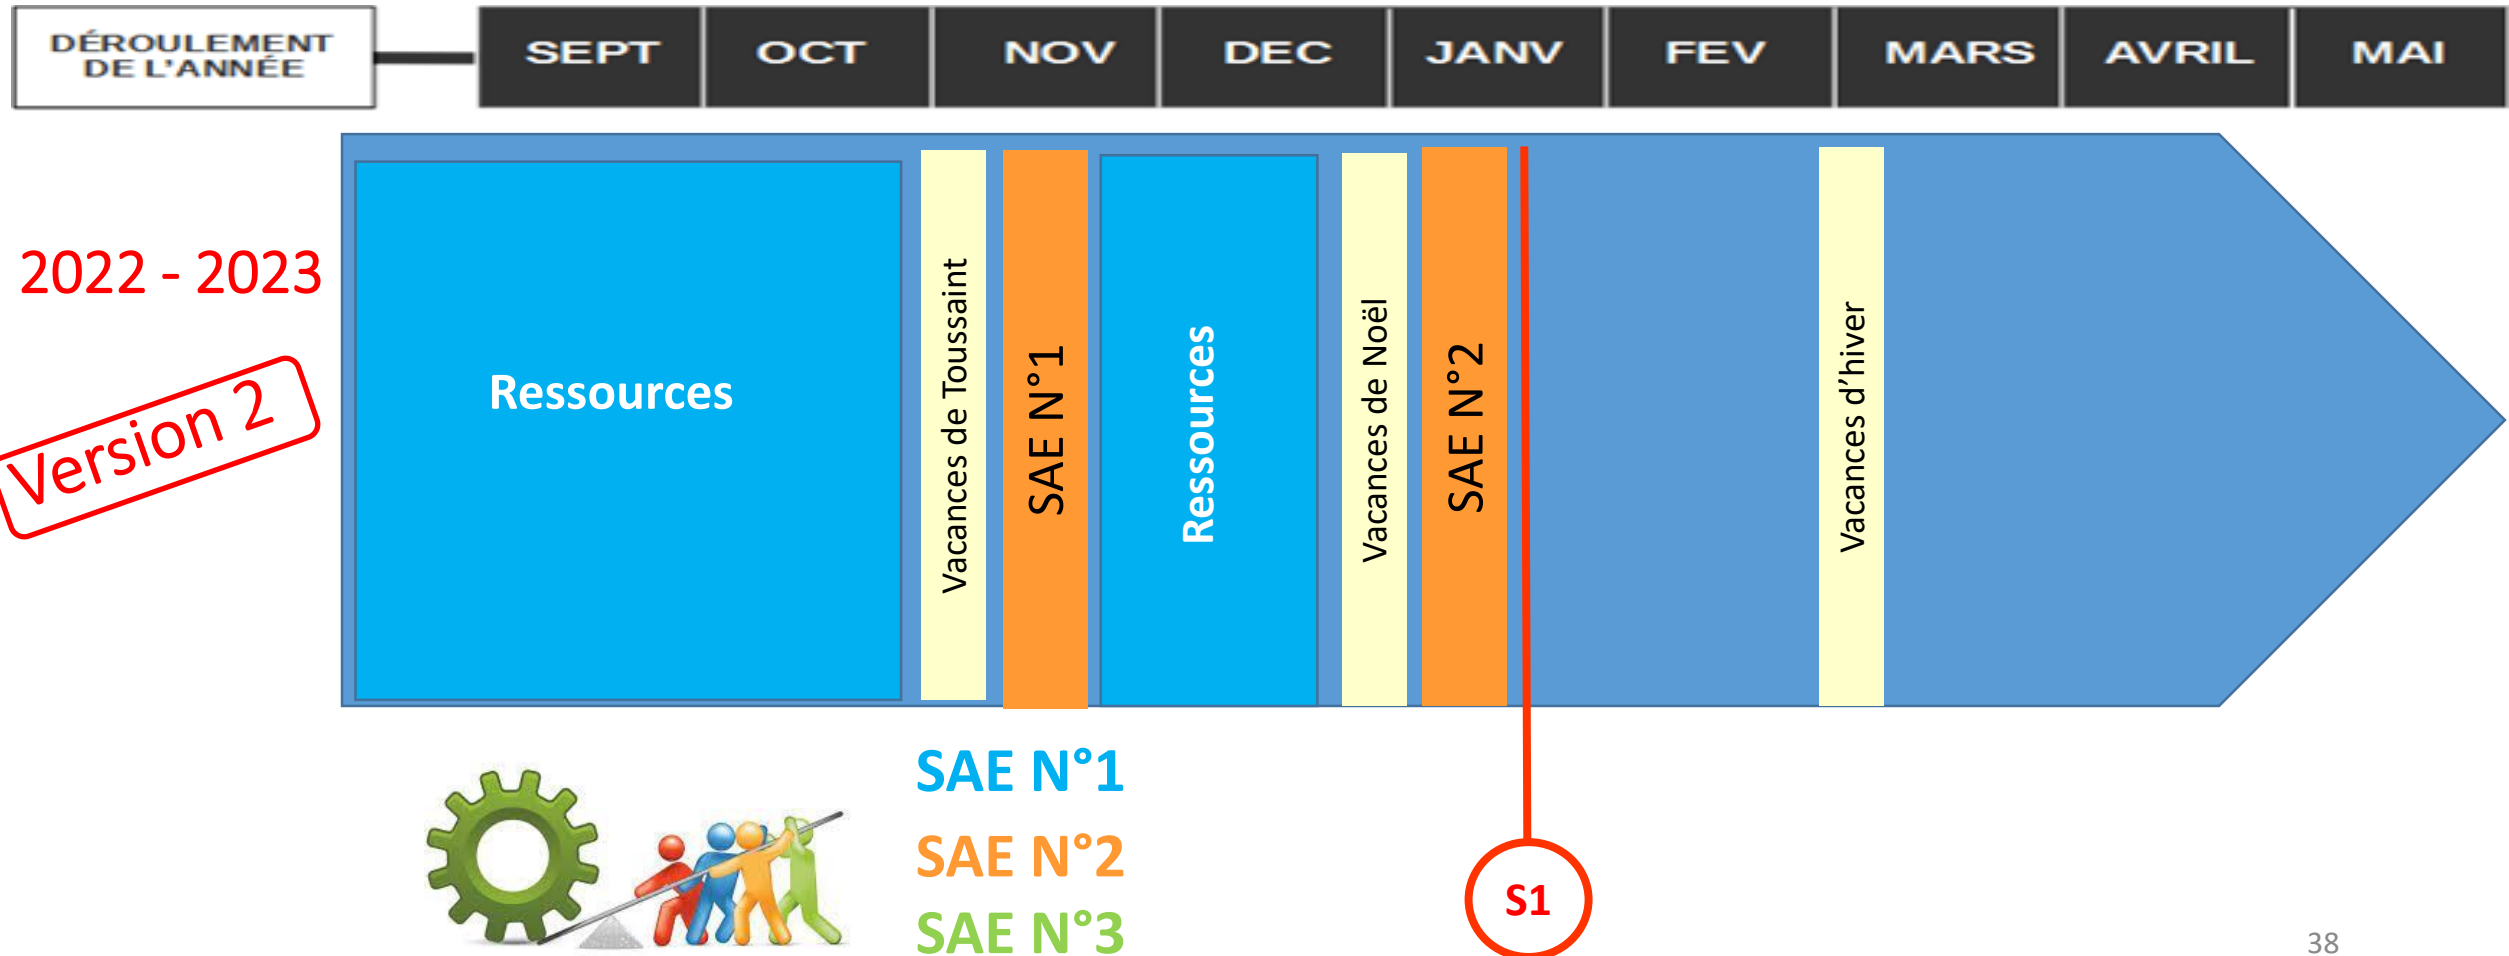 DÉROULEMENT
DE L'ANNÉE
SEPT
OCT
NOV
DEC
JANV
FEV
MARS
AVRIL
MAI
2022 - 2023
Version 2
Ressources
Vacances de Toussaint
SAE N°1
Ressources
Vacances de Noël
SAE N°2
Vacances d’hiver
SAE N°1
SAE N°2
SAE N°3
S1
38